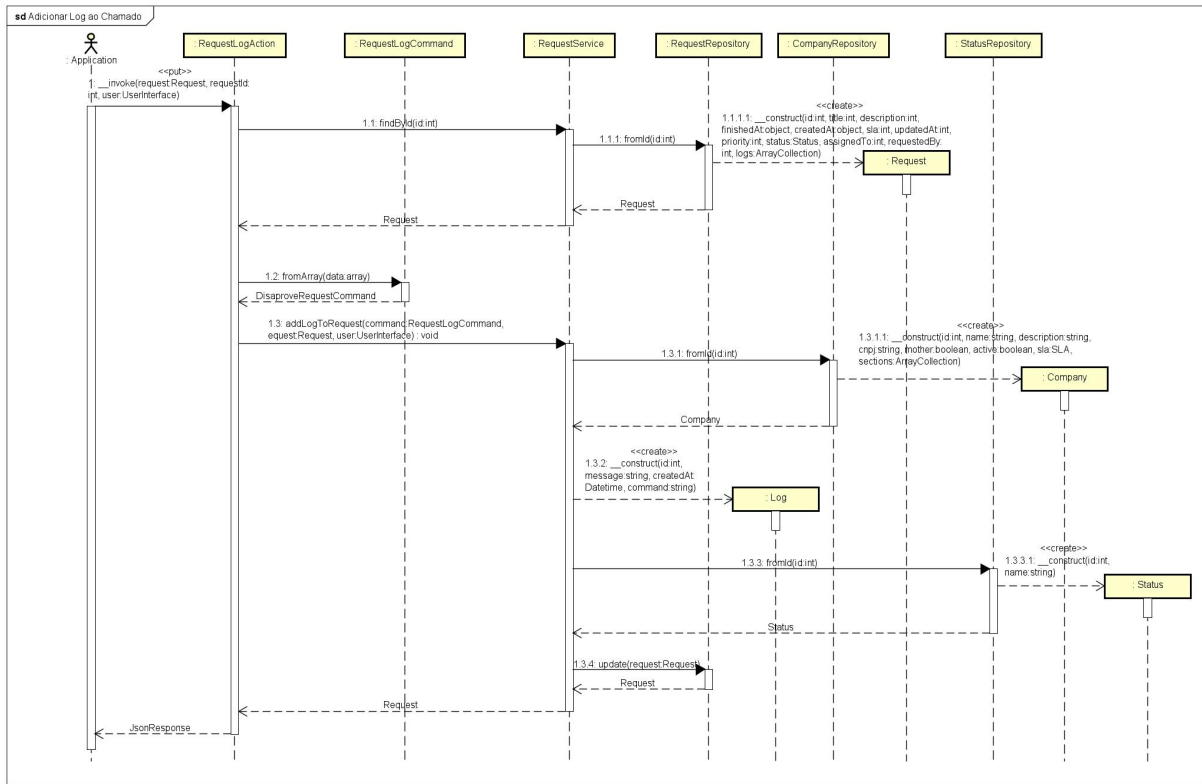 sd Adicionar Log ao Chamado
: Application
: RequestLogAction
: RequestLogCommand
: RequestService
: RequestRepository
: CompanyRepository
: StatusRepository
<<put>>
1: __invoke(request:Request, requestId:
int, user:UserInterface)
1.1: findById(id:int)
1.1.1: fromId(id:int)
<<create>>
1.1.1.1: __construct(id:int, title:int, description:int,
finishedAt:object, createdAt:object, sla:int, updatedAt:int,
priority:int, status:Status, assignedTo:int, requestedBy:
int, logs:ArrayCollection)
: Request
Request
Request
1.2: fromArray(data:array)
DisaproveRequestCommand
1.3: addLogToRequest(command:RequestLogCommand,
equest:Request, user:UserInterface) : void
1.3.1: fromId(id:int)
<<create>>
1.3.1.1: __construct(id:int, name:string, description:string,
cnpj:string, mother:boolean, active:boolean, sla:SLA,
sections:ArrayCollection)
: Company
Company
<<create>>
1.3.2: __construct(id:int,
message:string, createdAt:
Datetime, command:string)
: Log
1.3.3: fromId(id:int)
<<create>>
1.3.3.1: __construct(id:int,
name:string)
: Status
Status
1.3.4: update(request:Request)
Request
Request
JsonResponse